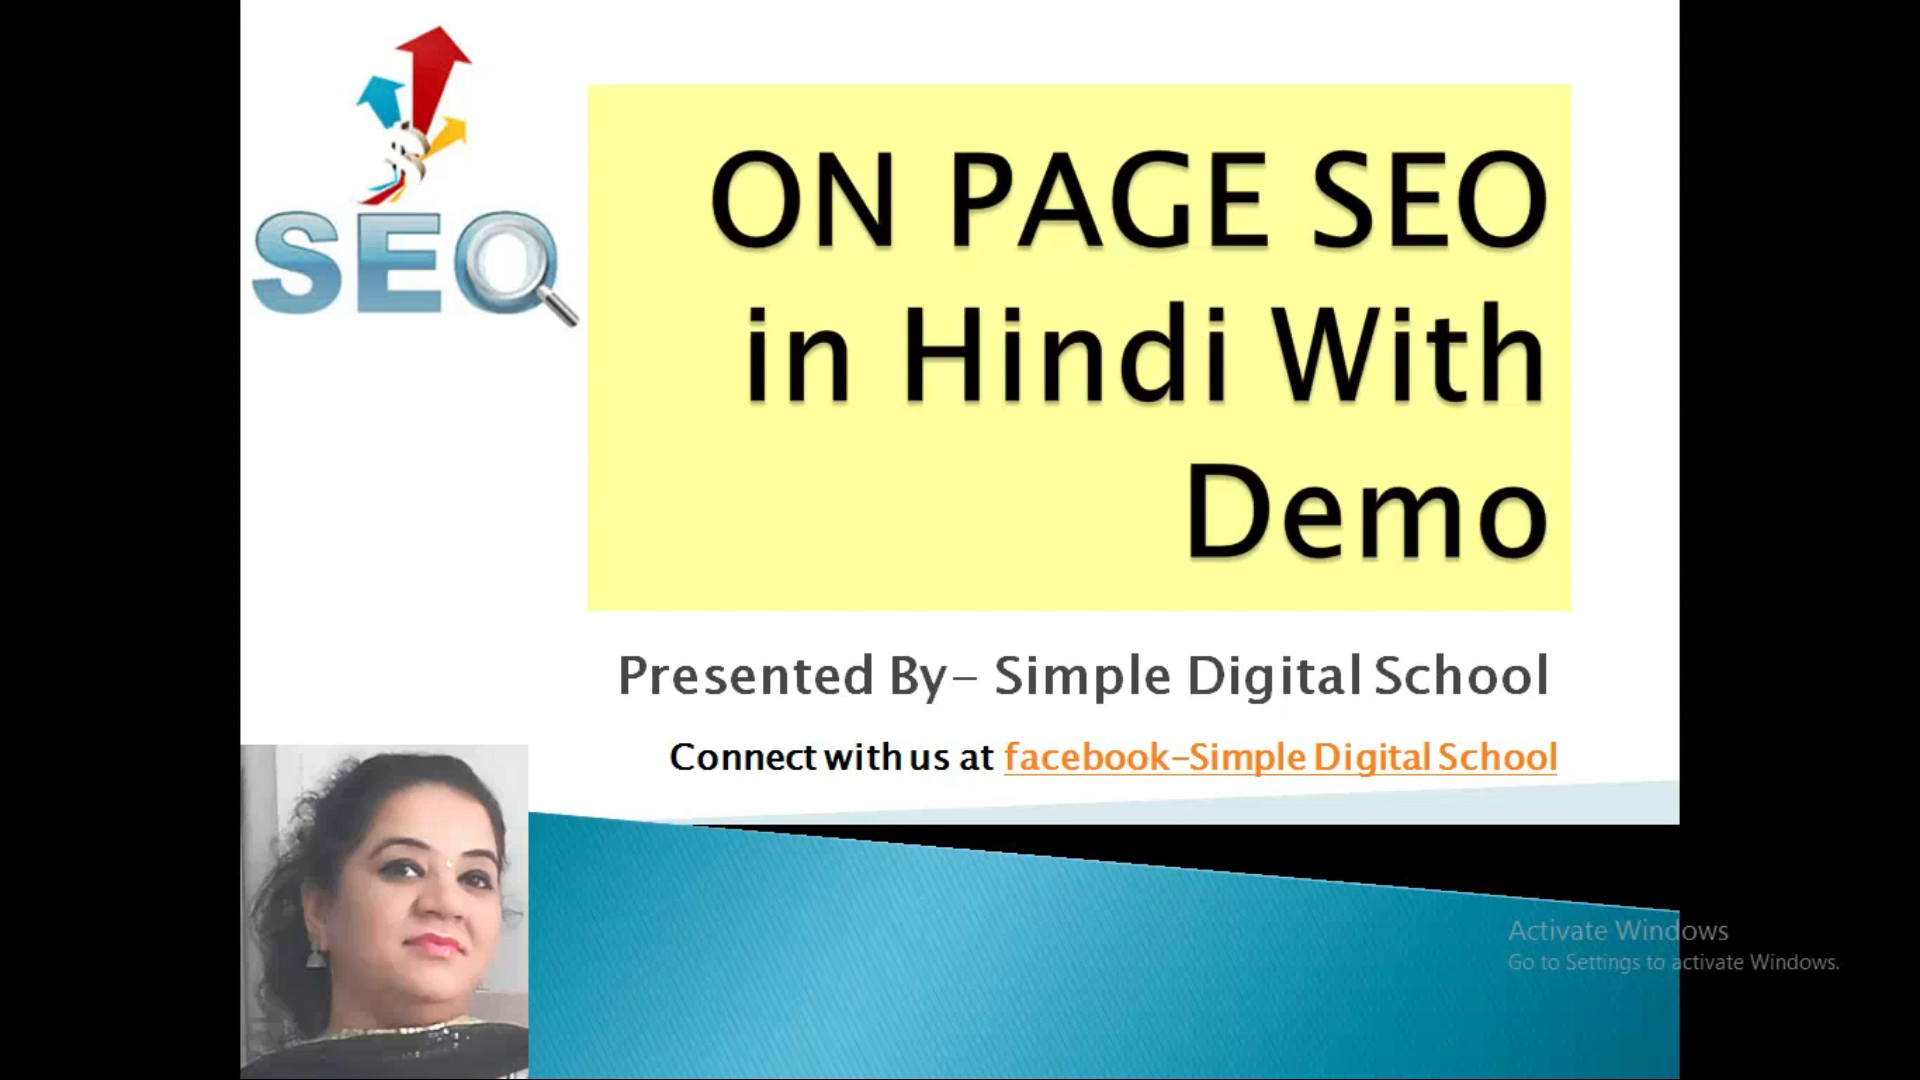 SEO
ON PAGE SEO
in Hindi With
Demo
Presented By- Simple Digital School
Connect with us at facebook-Simple Digital School
Activate Windows
Go to Settings to activate Windows.